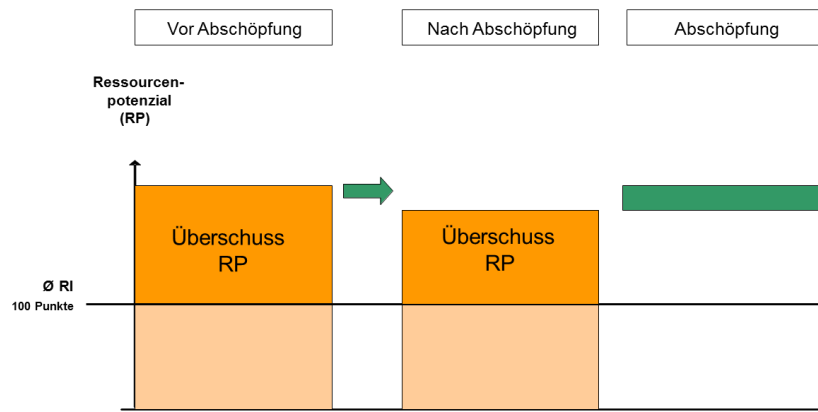 Vor Abschöpfung
Nach Abschöpfung
Abschöpfung
Ressourcen-
potenzial
(RP)
Überschuss
RP
Überschuss
RP
Ø RI
100 Punkte